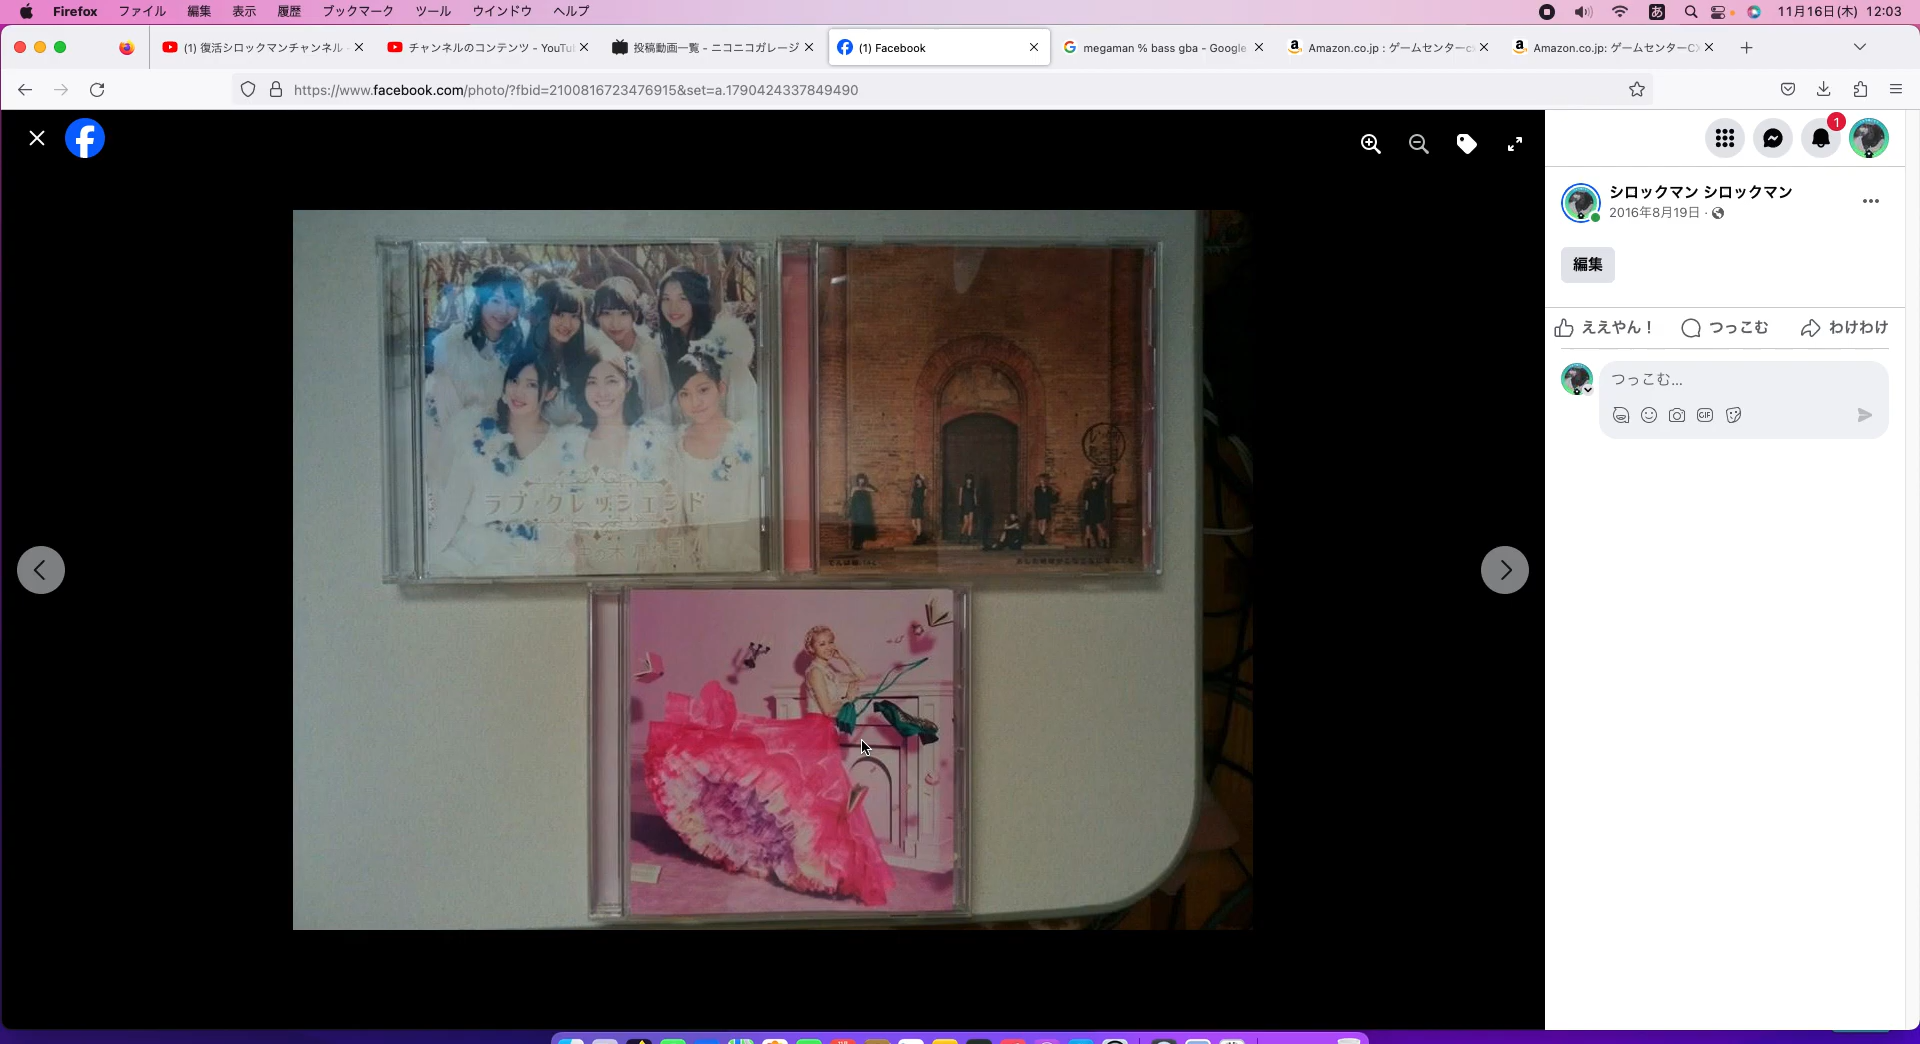 Firefox ファイル 編集 表示 履歴 ブックマーク ツール ウインドウ ヘルプ
あ 11月16日(木) 12:03
(1) 復活シロックマンチャンネル -
チャンネルのコンテンツ - YouTu
投稿動画一覧 - ニコニコガレージ
(1) Facebook
megaman % bass gba - Google
Amazon.co.jp : ゲームセンターc
Amazon.co.jp: ゲームセンターC
https://www.facebook.com/photo/?fbid=2100816723476915&set=a.1790424337849490
1
シロックマン シロックマン
2016年8月19日 ·
編集
ええやん！ つっこむ わけわけ
つっこむ...
GIF
ラブ・クレッシェンド